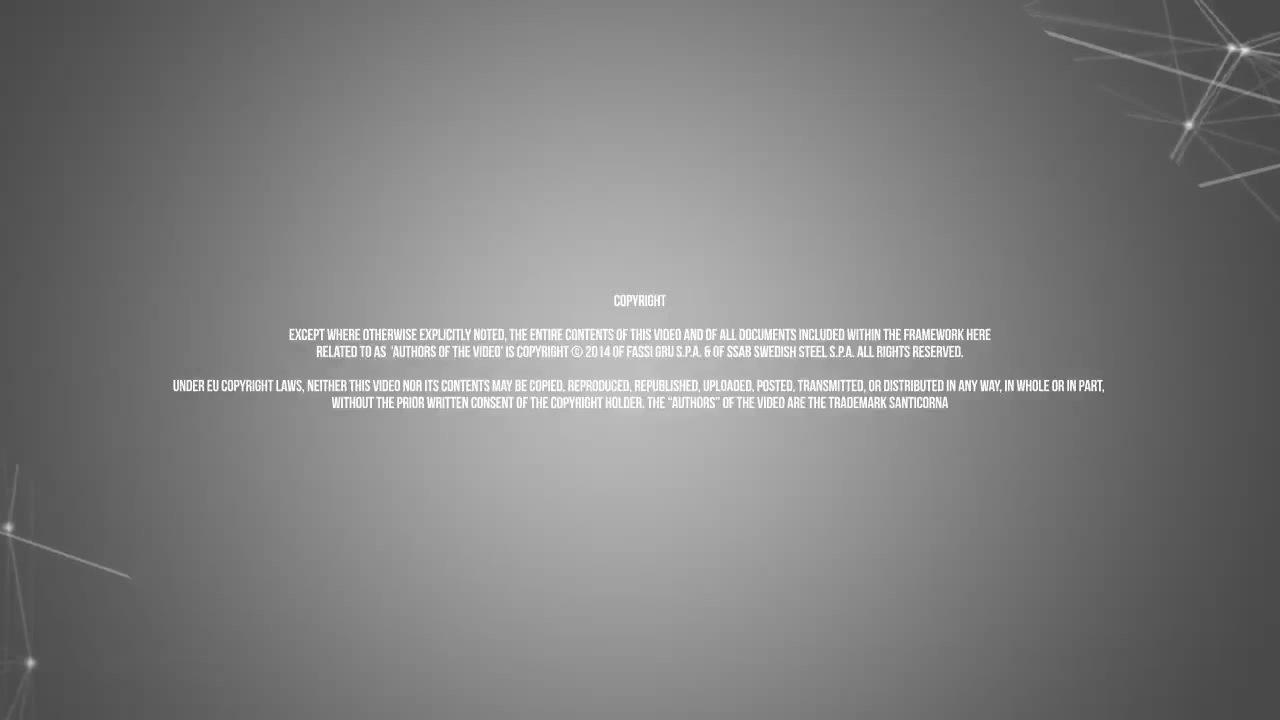 COPYRIGHT
EXCEPT WHERE OTHERWISE EXPLICITLY NOTED, THE ENTIRE CONTENTS OF THIS VIDEO AND OF ALL DOCUMENTS INCLUDED WITHIN THE FRAMEWORK HERE
RELATED TO AS 'AUTHORS OF THE VIDEO' IS COPYRIGHT © 2014 OF FASSI GRU S.P.A. & OF SSAB SWEDISH STEEL S.P.A. ALL RIGHTS RESERVED.
UNDER EU COPYRIGHT LAWS, NEITHER THIS VIDEO NOR ITS CONTENTS MAY BE COPIED, REPRODUCED, REPUBLISHED, UPLOADED, POSTED, TRANSMITTED, OR DISTRIBUTED IN ANY WAY, IN WHOLE OR IN PART,
WITHOUT THE PRIOR WRITTEN CONSENT OF THE COPYRIGHT HOLDER. THE “AUTHORS” OF THE VIDEO ARE THE TRADEMARK SANTICORNA